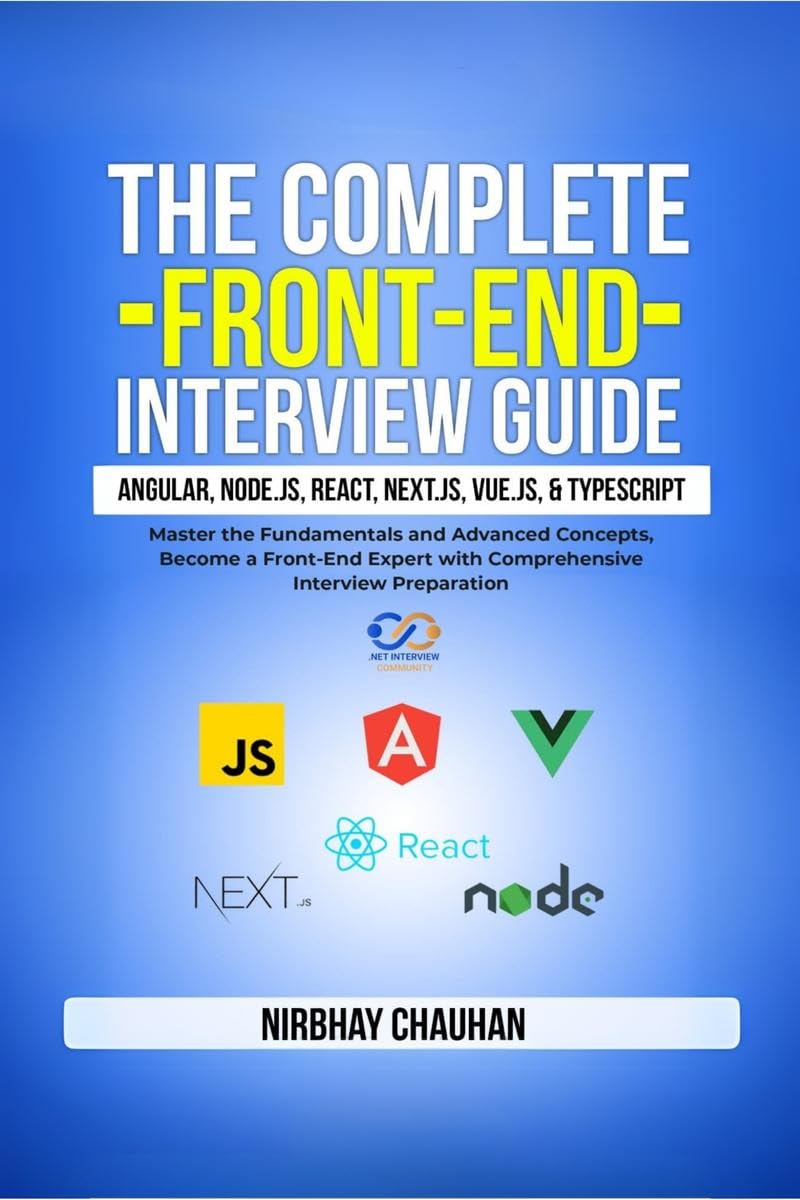 THE COMPLETE
-FRONT-END-
INTERVIEW GUIDE
ANGULAR, NODE.JS, REACT, NEXT.JS, VUE.JS, & TYPESCRIPT
Master the Fundamentals and Advanced Concepts,
Become a Front-End Expert with Comprehensive
Interview Preparation
.NET INTERVIEW
COMMUNITY
JS
A
React
NEXT.JS
node
NIRBHAY CHAUHAN